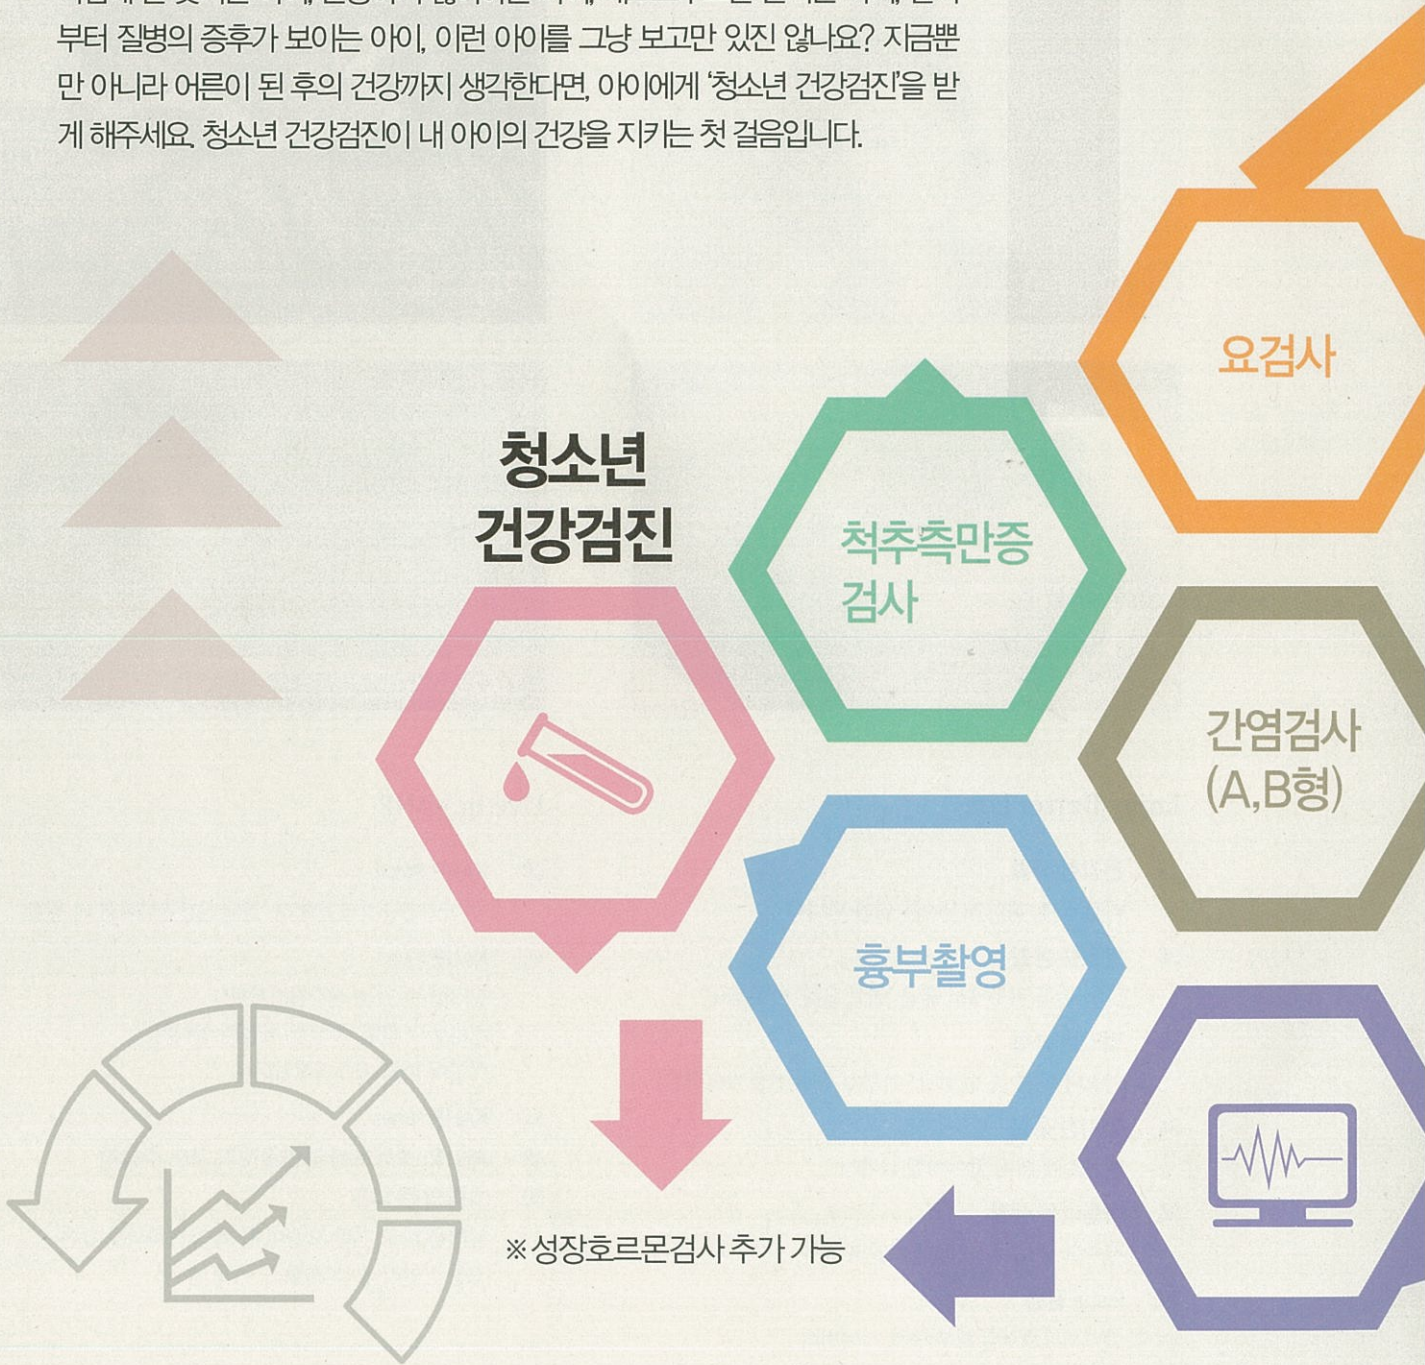 부터 질병의 증후가 보이는 아이, 이런 아이를 그냥 보고만 있진 않나요? 지금뿐
만 아니라 어른이 된 후의 건강까지 생각한다면, 아이에게 ‘청소년 건강검진’을 받
게 해주세요. 청소년 건강검진이 내 아이의 건강을 지키는 첫 걸음입니다.
요검사
청소년
건강검진
척추측만증
검사
간염검사
(A,B형)
흉부촬영
※ 성장호르몬검사 추가 가능